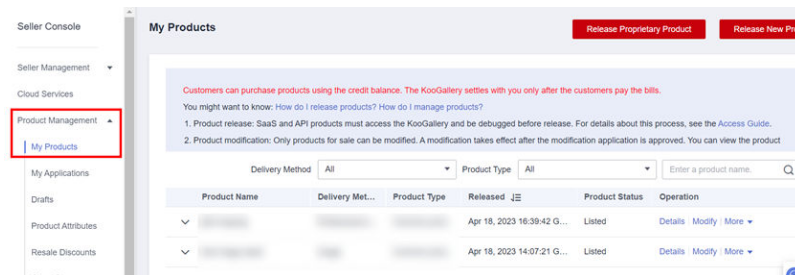 Seller Console
My Products
Release Proprietary Product
Release New Pr
Seller Management
Cloud Services
Product Management
My Products
My Applications
Drafts
Product Attributes
Resale Discounts
Customers can purchase products using the credit balance. The KooGallery settles with you only after the customers pay the bills.
You might want to know: How do I release products? How do I manage products?
1. Product release: SaaS and API products must access the KooGallery and be debugged before release. For details about this process, see the Access Guide.
2. Product modification: Only products for sale can be modified. A modification takes effect after the modification application is approved. You can view the product
Delivery Method All Product Type All Enter a product name.
Product Name Delivery Met... Product Type Released Product Status Operation
Apr 18, 2023 16:39:42 G... Listed Details Modify More
Apr 18, 2023 14:07:21 G... Listed Details Modify More